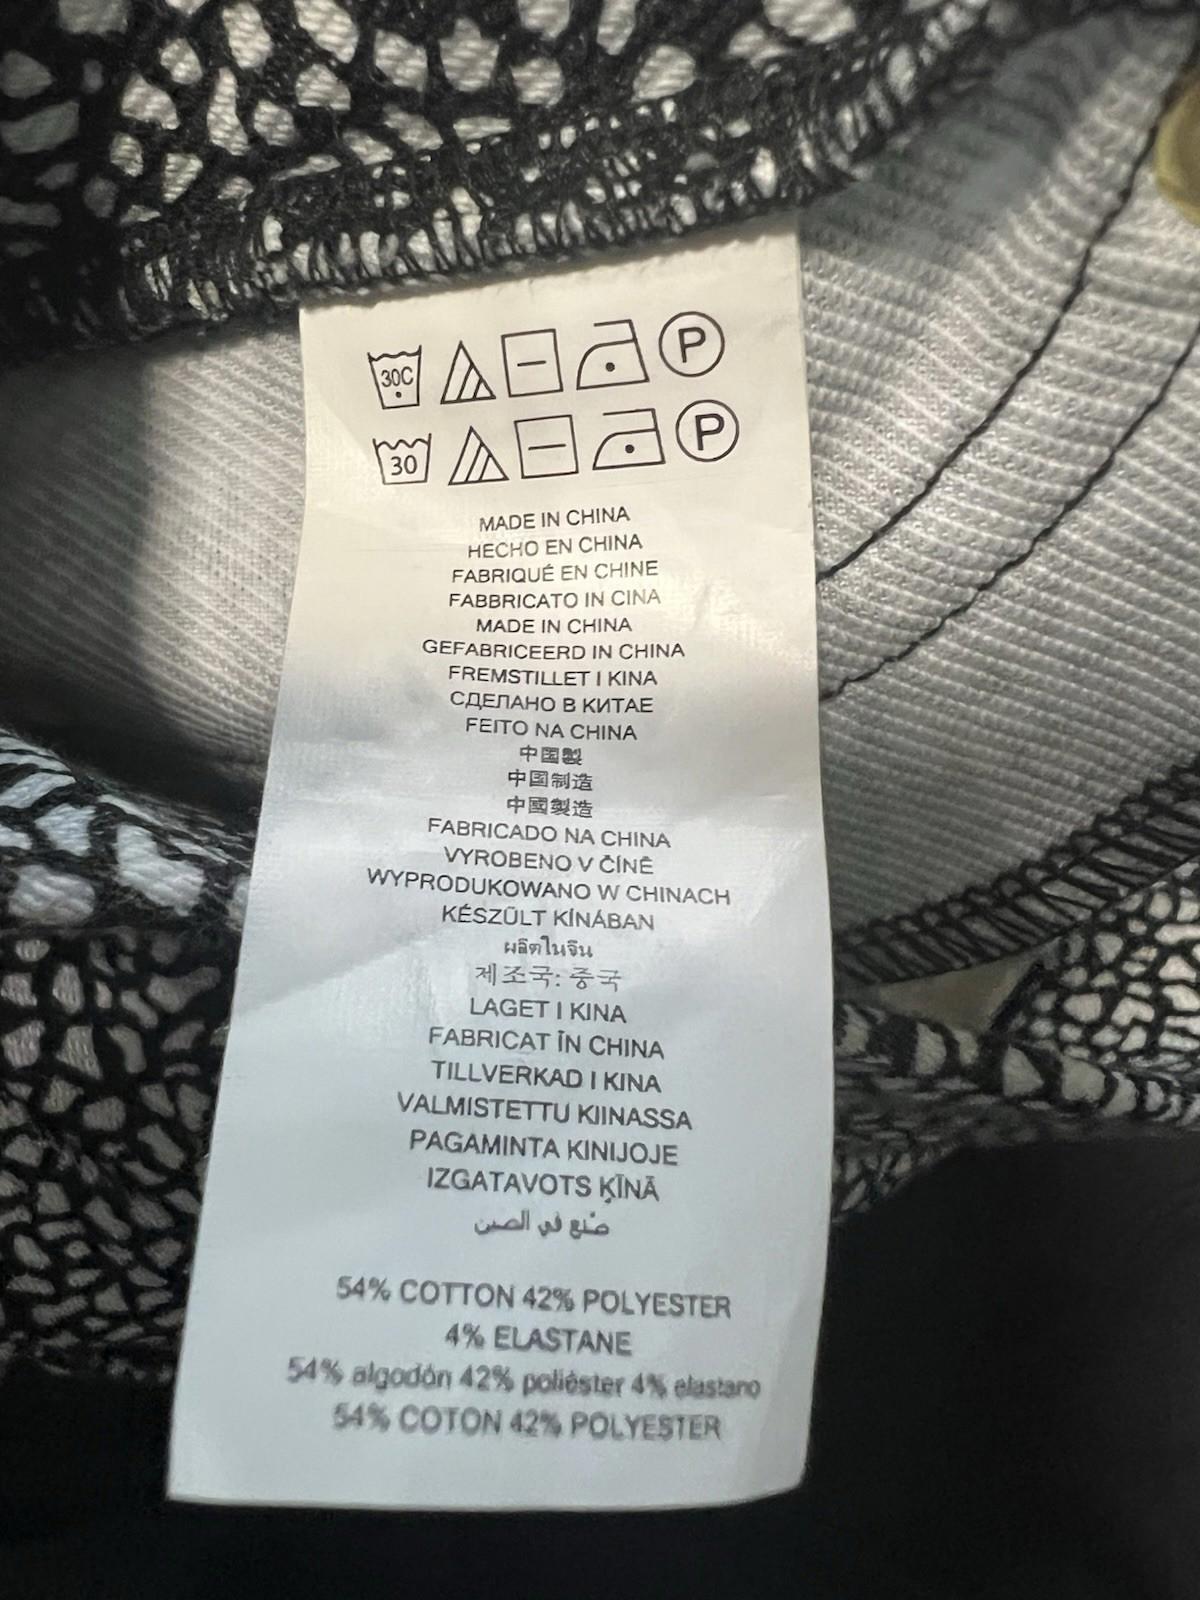 30C P
30 P
MADE IN CHINA
HECHO EN CHINA
FABRIQUÉ EN CHINE
FABBRICATO IN CINA
MADE IN CHINA
GEFABRICEERD IN CHINA
FREMSTILLET I KINA
СДЕЛАНО В КИТАЕ
FEITO NA CHINA
中国製
中国制造
中國製造
FABRICADO NA CHINA
VYROBENO V ČÍNĚ
WYPRODUKOWANO W CHINACH
KÉSZÜLT KÍNÁBAN
ผลิตในจีน
제조국: 중국
LAGET I KINA
FABRICAT ÎN CHINA
TILLVERKAD I KINA
VALMISTETTU KIINASSA
PAGAMINTA KINIJOJE
IZGATAVOTS ĶĪNĀ
صُنع في الصين
54% COTTON 42% POLYESTER
4% ELASTANE
54% algodón 42% poliéster 4% elastano
54% COTON 42% POLYESTER